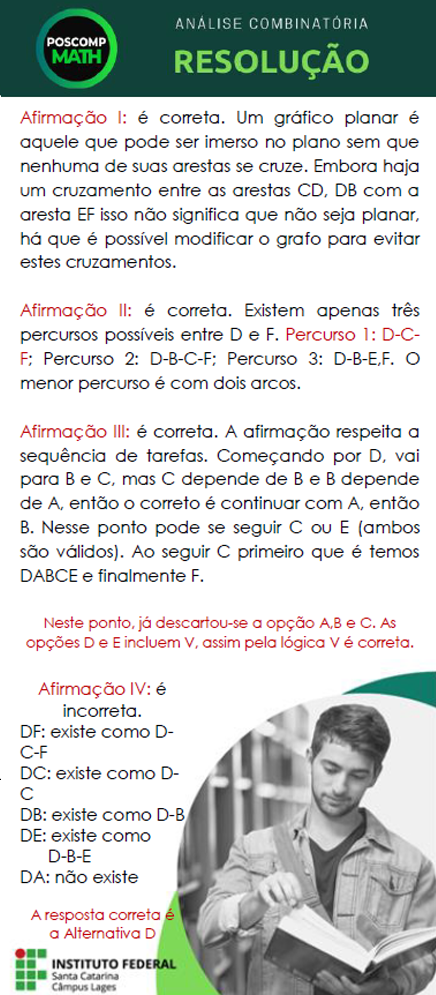 POSCOMP
MATH
ANÁLISE COMBINATÓRIA
RESOLUÇÃO
Afirmação I: é correta. Um gráfico planar é
aquele que pode ser imerso no plano sem que
nenhuma de suas arestas se cruze. Embora haja
um cruzamento entre as arestas CD, DB com a
aresta EF isso não significa que não seja planar,
há que é possível modificar o grafo para evitar
estes cruzamentos.
Afirmação II: é correta. Existem apenas três
percursos possíveis entre D e F. Percurso 1: D-C-
F; Percurso 2: D-B-C-F; Percurso 3: D-B-E,F. O
menor percurso é com dois arcos.
Afirmação III: é correta. A afirmação respeita a
sequência de tarefas. Começando por D, vai
para B e C, mas C depende de B e B depende
de A, então o correto é continuar com A, então
B. Nesse ponto pode se seguir C ou E (ambos
são válidos). Ao seguir C primeiro que é temos
DABCE e finalmente F.
Neste ponto, já descartou-se a opção A,B e C. As
opções D e E incluem V, assim pela lógica V é correta.
Afirmação IV: é
incorreta.
DF: existe como D-
C-F
DC: existe como D-
C
DB: existe como D-B
DE: existe como
D-B-E
DA: não existe
A resposta correta é
a Alternativa D
INSTITUTO FEDERAL
Santa Catarina
Câmpus Lages